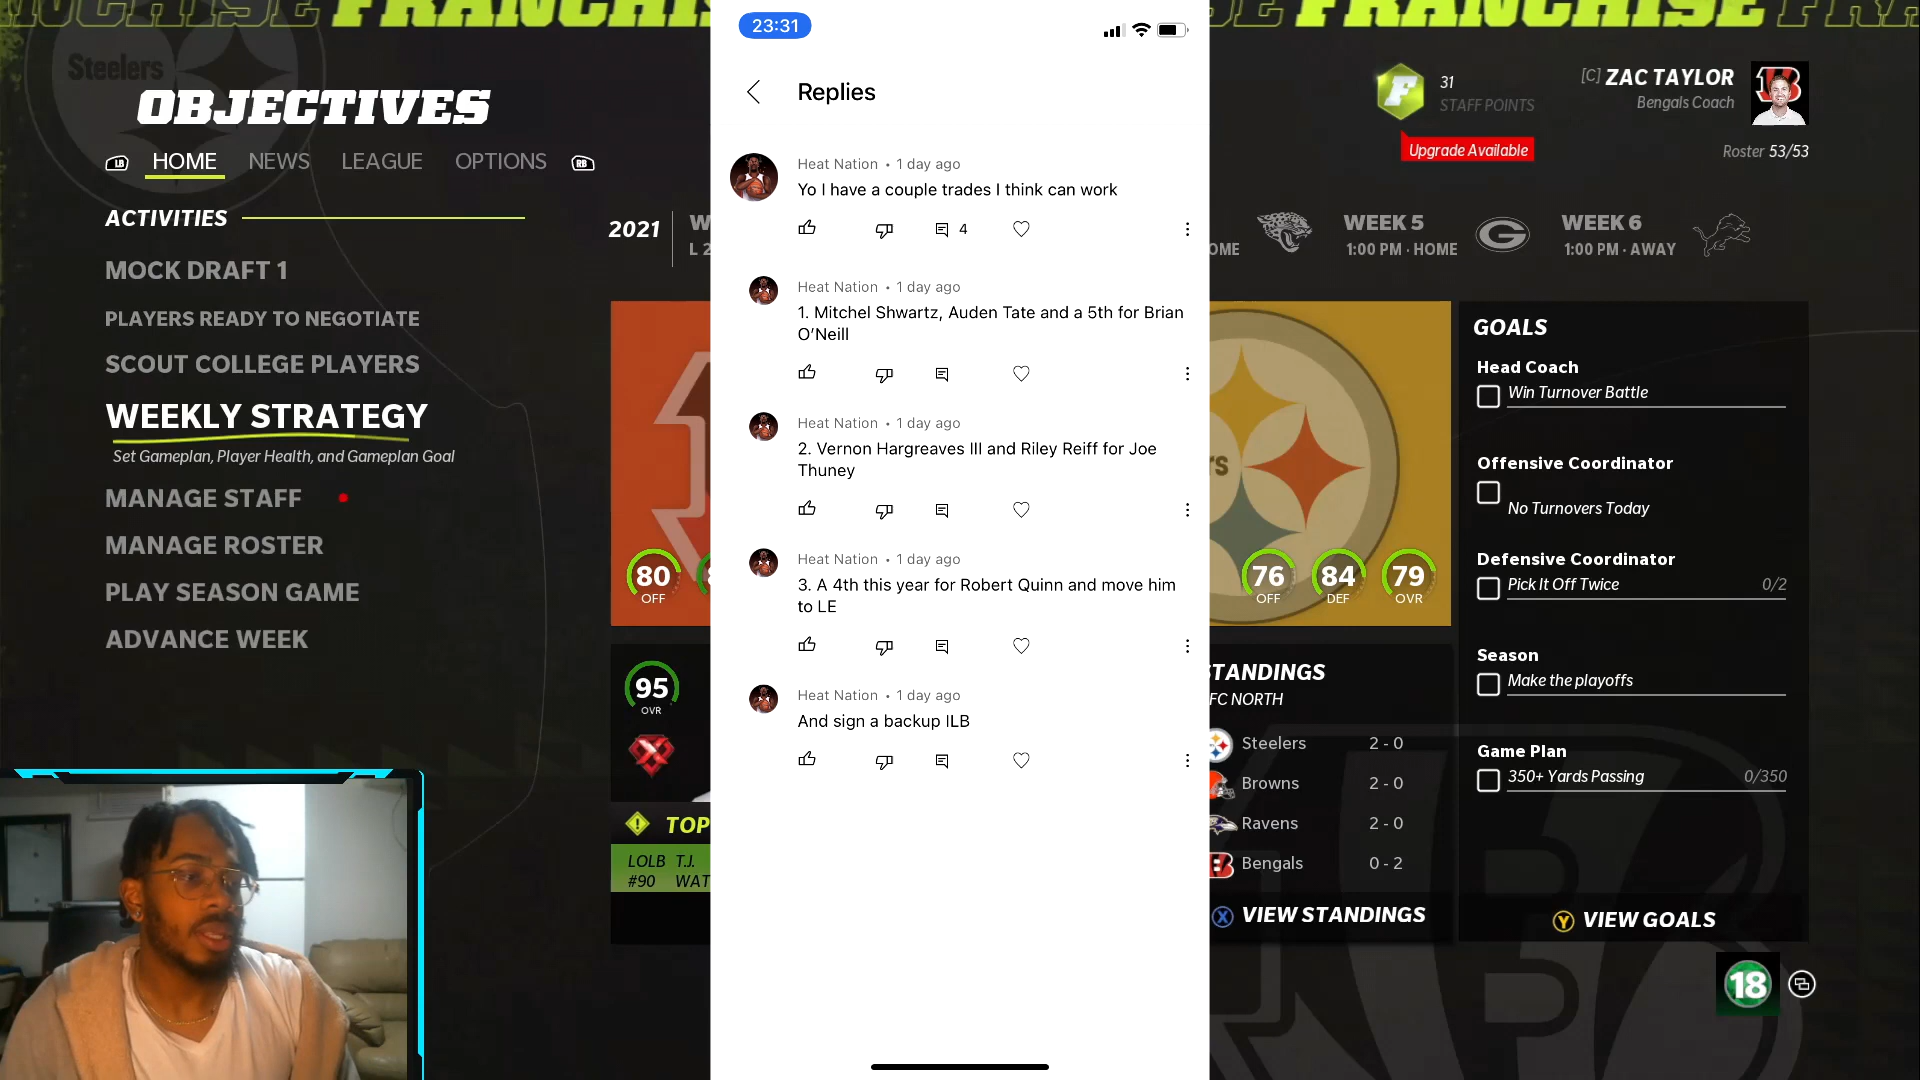 FRANCHISE
FRANCHISE
Steelers
OBJECTIVES
LB HOME NEWS LEAGUE OPTIONS RB
ACTIVITIES
MOCK DRAFT 1
PLAYERS READY TO NEGOTIATE
SCOUT COLLEGE PLAYERS
WEEKLY STRATEGY
Set Gameplan, Player Health, and Gameplan Goal
MANAGE STAFF
MANAGE ROSTER
PLAY SEASON GAME
ADVANCE WEEK
2021
23:31
Replies
Heat Nation • 1 day ago
Yo I have a couple trades I think can work
4
Heat Nation • 1 day ago
1. Mitchel Shwartz, Auden Tate and a 5th for Brian
O'Neill
Heat Nation • 1 day ago
2. Vernon Hargreaves III and Riley Reiff for Joe
Thuney
Heat Nation • 1 day ago
3. A 4th this year for Robert Quinn and move him
to LE
Heat Nation • 1 day ago
And sign a backup ILB
31
STAFF POINTS
Upgrade Available
[C] ZAC TAYLOR
Bengals Coach
Roster 53/53
WEEK 5
1:00 PM · HOME
WEEK 6
1:00 PM · AWAY
80
OFF
76
OFF
84
DEF
79
OVR
95
OVR
TOP
LOLB T.J.
#90 WAT
STANDINGS
FC NORTH
Steelers 2 - 0
Browns 2 - 0
Ravens 2 - 0
Bengals 0 - 2
X VIEW STANDINGS
GOALS
Head Coach
Win Turnover Battle
Offensive Coordinator
No Turnovers Today
Defensive Coordinator
Pick It Off Twice 0/2
Season
Make the playoffs
Game Plan
350+ Yards Passing 0/350
Y VIEW GOALS
18